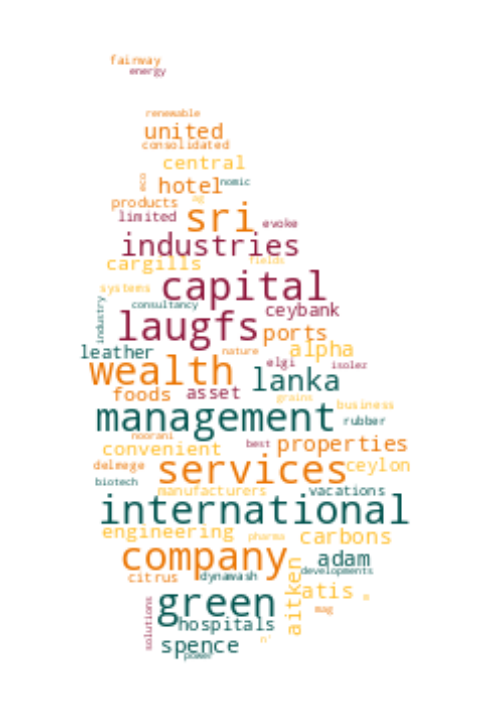 fairway
energy
renewable
united
consolidated
central
eco
hotel
nomic
products
ag
limited
sri
evoke
industries
cargills
fields
systems
capital
industry
consultancy
ceybank
laugfs
ports
leather
nature
alpha
wealth
elgi
isolez
lanka
foods
asset
grains
management
business
rubber
noorani
convenient
best
properties
delmege
services
ceylon
biotech
manufacturers
vacations
international
engineering
pharma
carbons
company
adam
citrus
dynawash
developments
aitken
atis
green
mag
solutions
hospitals
n'
spence
power